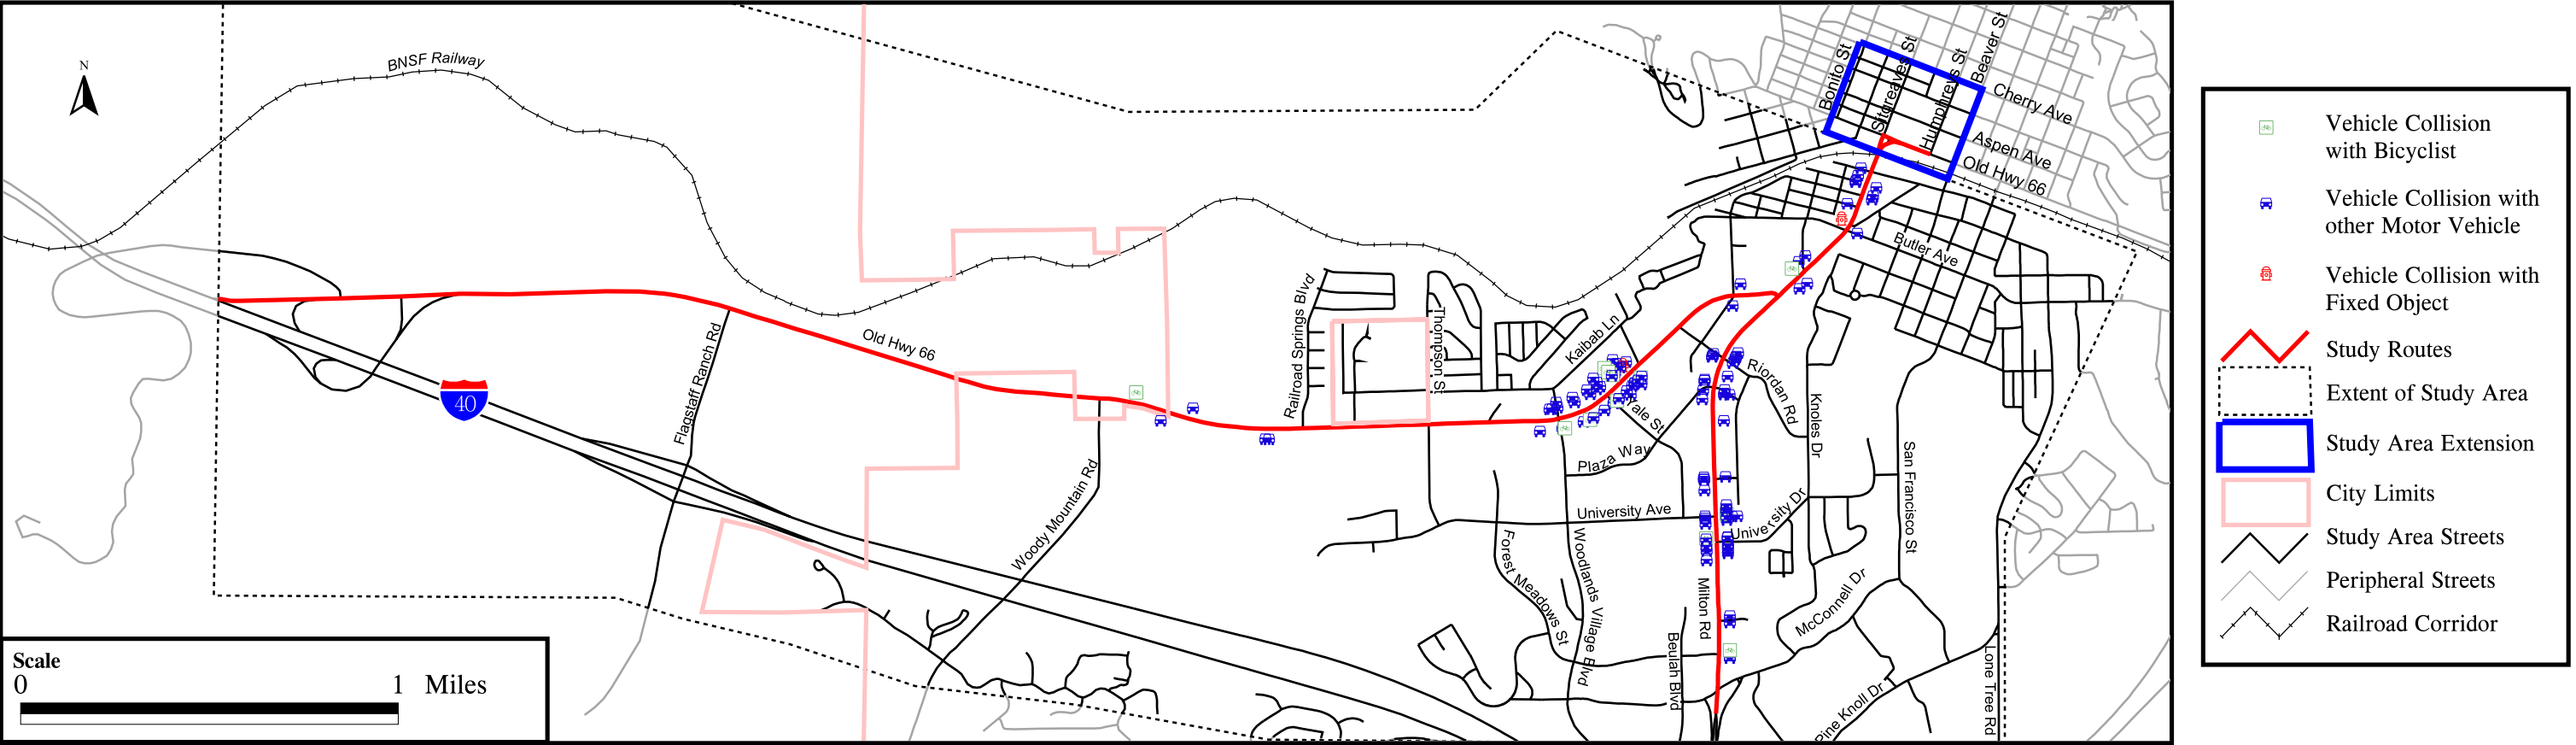 N
BNSF Railway
Bonito St
Sitgreaves St
Humphreys St
Beaver St
Cherry Ave
Aspen Ave
Old Hwy 66
Butler Ave
Old Hwy 66
40
Flagstaff Ranch Rd
Woody Mountain Rd
Railroad Springs Blvd
Thompson St
Kaibab Ln
Yale St
Plaza Way
University Ave
Riordan Rd
Knoles Dr
University Dr
San Francisco St
Forest Meadows St
Woodlands Village Blvd
Beulah Blvd
Milton Rd
McConnell Dr
Pine Knoll Dr
Lone Tree Rd
Scale
0 1 Miles
Vehicle Collision
with Bicyclist
Vehicle Collision with
other Motor Vehicle
Vehicle Collision with
Fixed Object
Study Routes
Extent of Study Area
Study Area Extension
City Limits
Study Area Streets
Peripheral Streets
Railroad Corridor